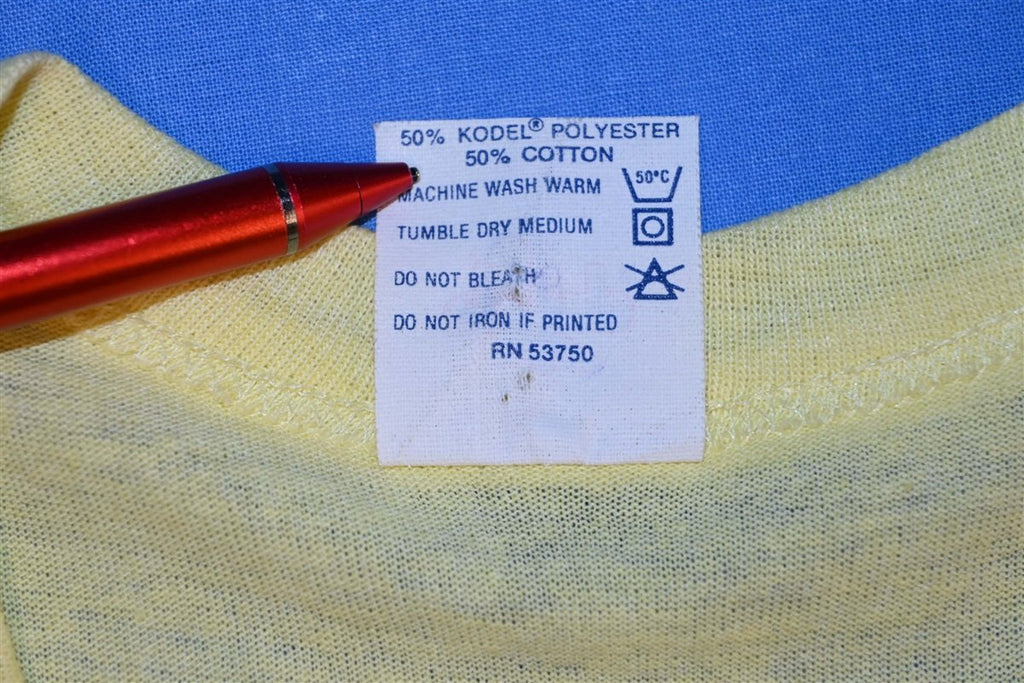 50% KODEL® POLYESTER
50% COTTON
MACHINE WASH WARM
50°C
TUMBLE DRY MEDIUM
DO NOT BLEACH
DO NOT IRON IF PRINTED
RN 53750